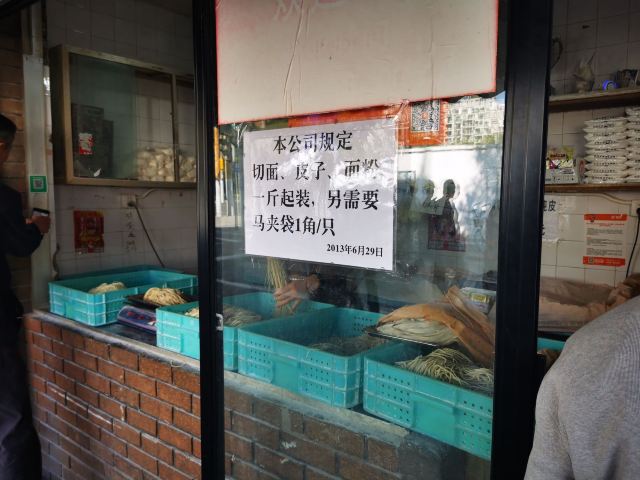 本公司规定
切面、皮子、面粉
一斤起装，另需要
马夹袋1角/只
2013年6月29日